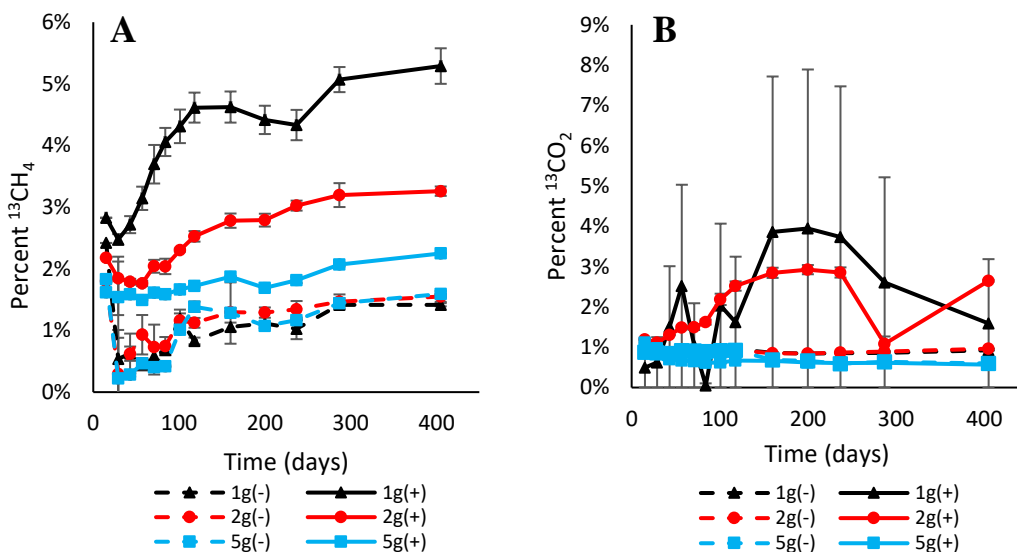 A
Percent ¹³CH₄
6%
5%
4%
3%
2%
1%
0%
0 100 200 300 400
Time (days)
1g(-) 1g(+)
2g(-) 2g(+)
5g(-) 5g(+)
B
Percent ¹³CO₂
9%
8%
7%
6%
5%
4%
3%
2%
1%
0%
0 100 200 300 400
Time (days)
1g(-) 1g(+)
2g(-) 2g(+)
5g(-) 5g(+)